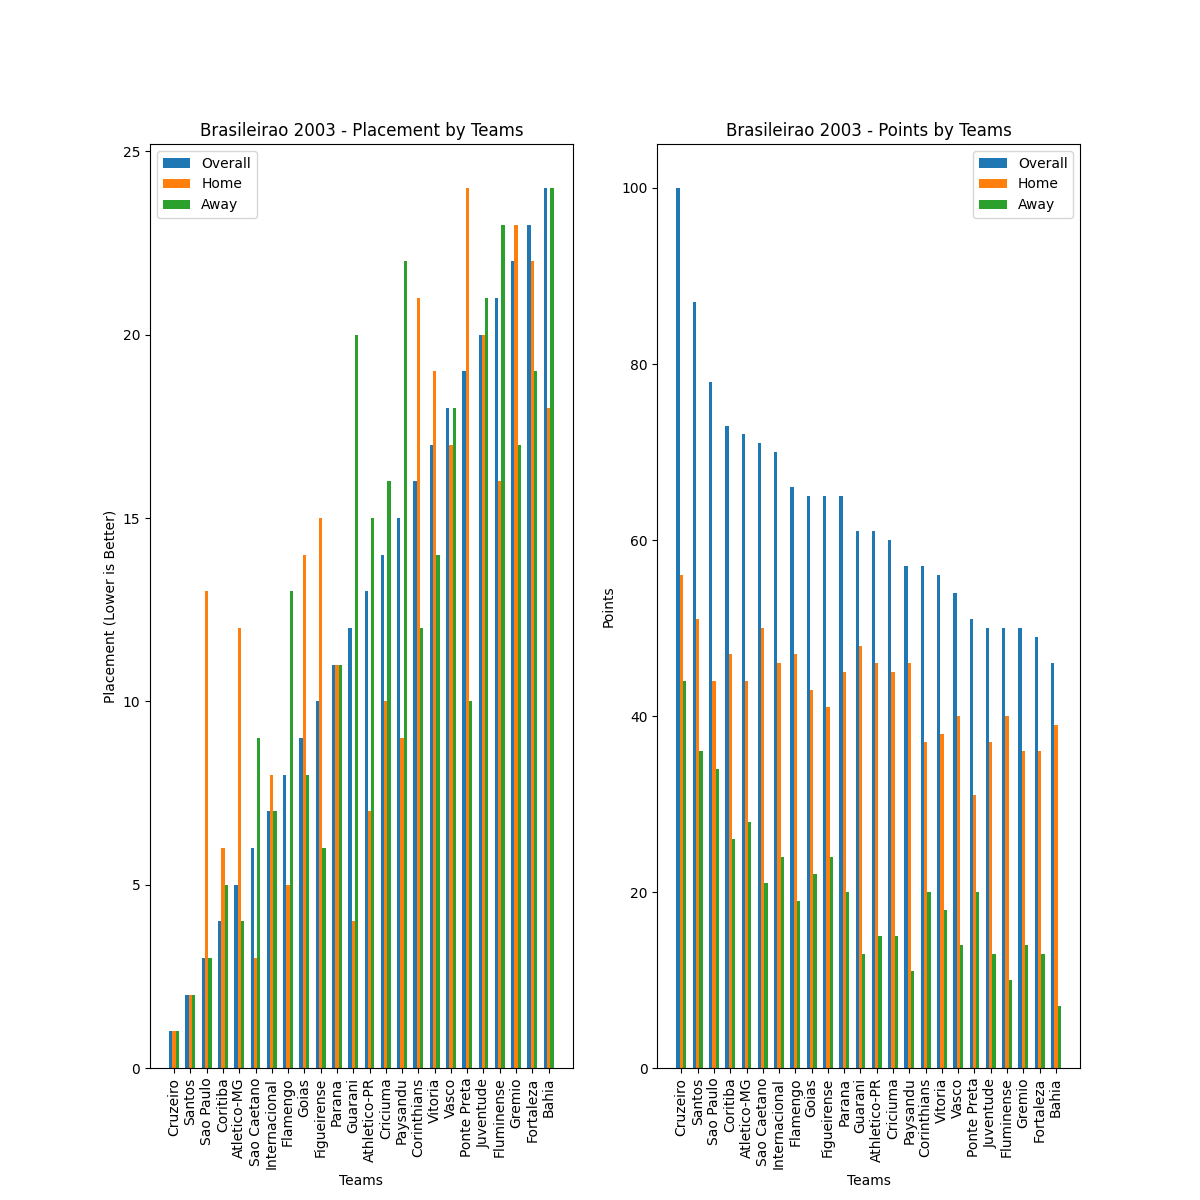 Brasileirao 2003 - Placement by Teams
Overall
Home
Away
Placement (Lower is Better)
25
20
15
10
5
0
Cruzeiro
Santos
Sao Paulo
Coritiba
Atletico-MG
Sao Caetano
Internacional
Flamengo
Goias
Figueirense
Parana
Guarani
Athletico-PR
Criciuma
Paysandu
Corinthians
Vitoria
Vasco
Ponte Preta
Juventude
Fluminense
Gremio
Fortaleza
Bahia
Teams
Brasileirao 2003 - Points by Teams
Overall
Home
Away
Points
100
80
60
40
20
0
Cruzeiro
Santos
Sao Paulo
Coritiba
Atletico-MG
Sao Caetano
Internacional
Flamengo
Goias
Figueirense
Parana
Guarani
Athletico-PR
Criciuma
Paysandu
Corinthians
Vitoria
Vasco
Ponte Preta
Juventude
Fluminense
Gremio
Fortaleza
Bahia
Teams